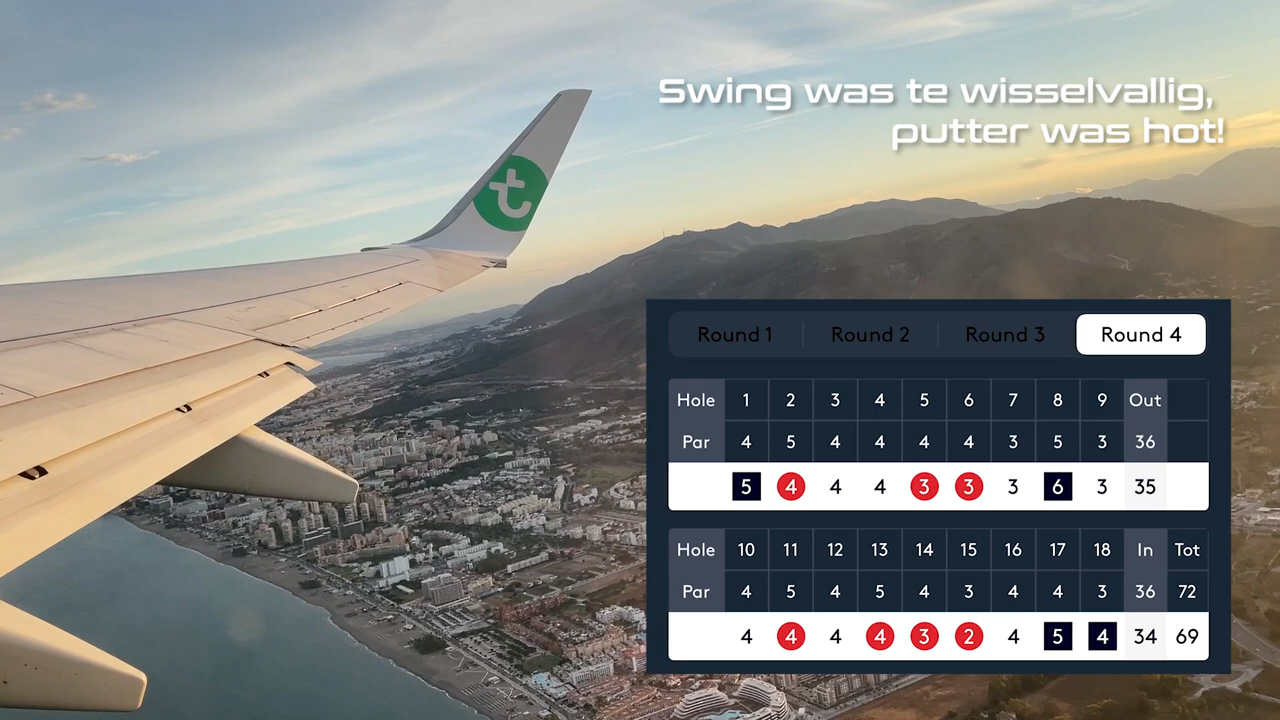 Swing was te wisselvallig,
putter was hot!
t
Round 1 Round 2 Round 3 Round 4
Hole 1 2 3 4 5 6 7 8 9 Out
Par 4 5 4 4 4 4 3 5 3 36
5 4 4 4 3 3 3 6 3 35
Hole 10 11 12 13 14 15 16 17 18 In Tot
Par 4 5 4 5 4 3 4 4 3 36 72
4 4 4 4 3 2 4 5 4 34 69